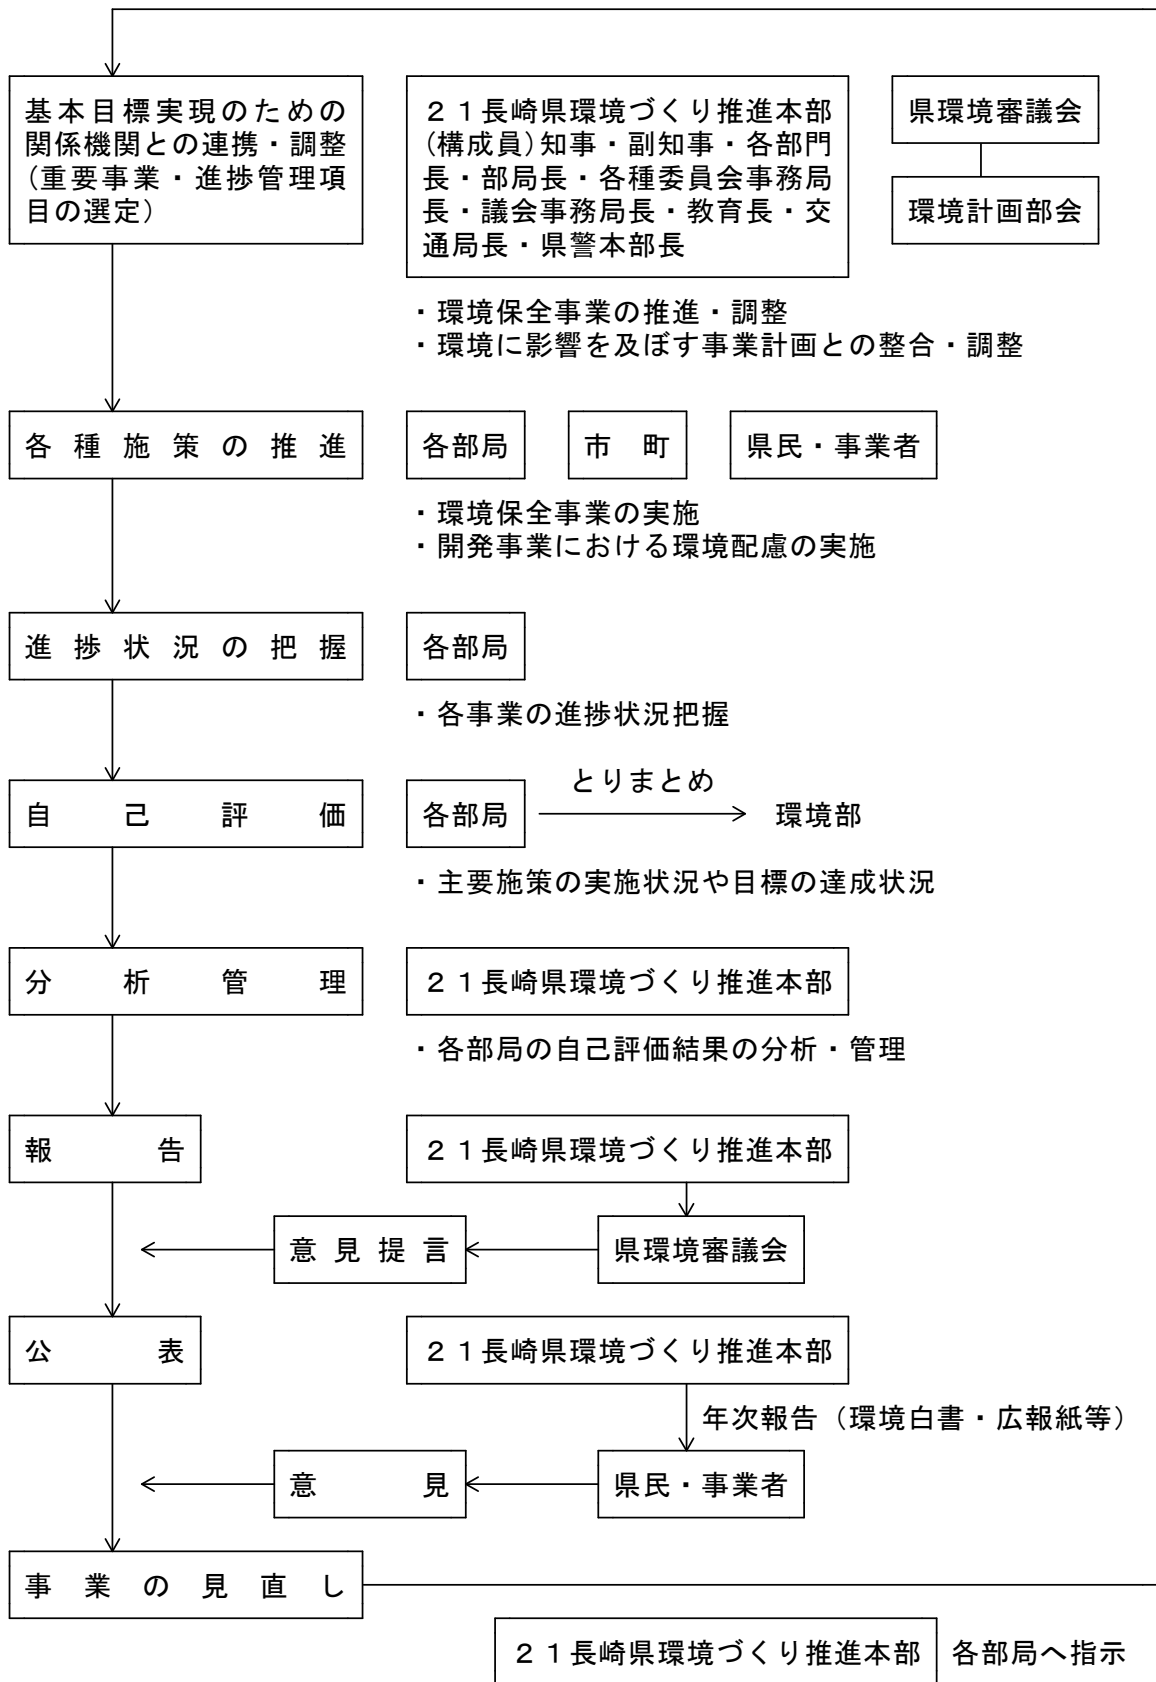 基本目標実現のための
関係機関との連携・調整
(重要事業・進捗管理項
目の選定)
２１長崎県環境づくり推進本部
(構成員)知事・副知事・各部門
長・部局長・各種委員会事務局
長・議会事務局長・教育長・交
通局長・県警本部長
県環境審議会
環境計画部会
・環境保全事業の推進・調整
・環境に影響を及ぼす事業計画との整合・調整
各種施策の推進
各部局
市　町
県民・事業者
・環境保全事業の実施
・開発事業における環境配慮の実施
進捗状況の把握
各部局
・各事業の進捗状況把握
自己評価
各部局
とりまとめ
環境部
・主要施策の実施状況や目標の達成状況
分析管理
２１長崎県環境づくり推進本部
・各部局の自己評価結果の分析・管理
報告
２１長崎県環境づくり推進本部
意見提言
県環境審議会
公表
２１長崎県環境づくり推進本部
年次報告（環境白書・広報紙等）
意見
県民・事業者
事業の見直し
２１長崎県環境づくり推進本部
各部局へ指示